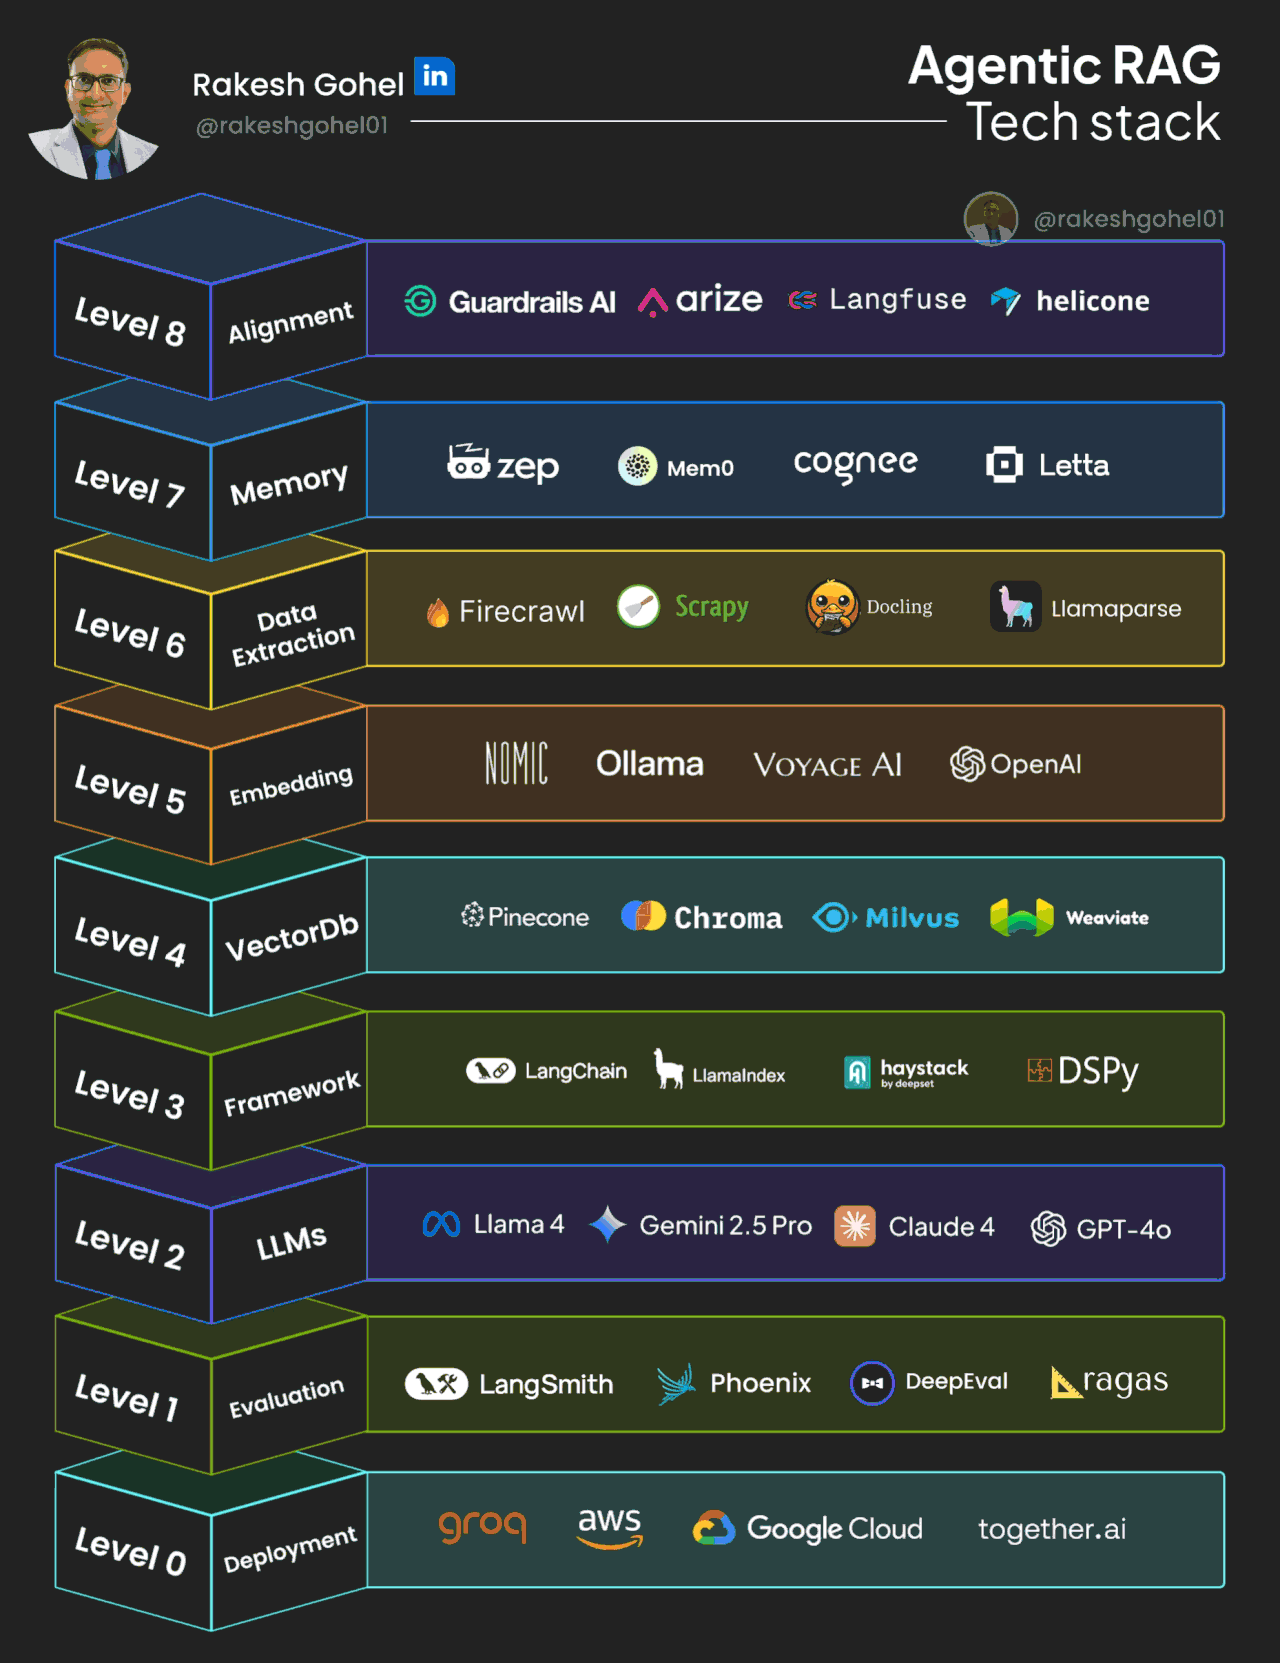 Rakesh Gohel in
@rakeshgohel01
Agentic RAG
Tech stack
@rakeshgohel01
Level 8
Alignment
Guardrails AI
arize
Langfuse
helicone
Level 7
Memory
zep
Mem0
cognee
Letta
Level 6
Data
Extraction
Firecrawl
Scrapy
Docling
Llamaparse
Level 5
Embedding
NOMIC
Ollama
VOYAGE AI
OpenAI
Level 4
VectorDb
Pinecone
Chroma
Milvus
Weaviate
Level 3
Framework
LangChain
LlamaIndex
haystack
by deepset
DSPy
Level 2
LLMs
Llama 4
Gemini 2.5 Pro
Claude 4
GPT-4o
Level 1
Evaluation
LangSmith
Phoenix
DeepEval
ragas
Level 0
Deployment
groq
aws
Google Cloud
together.ai